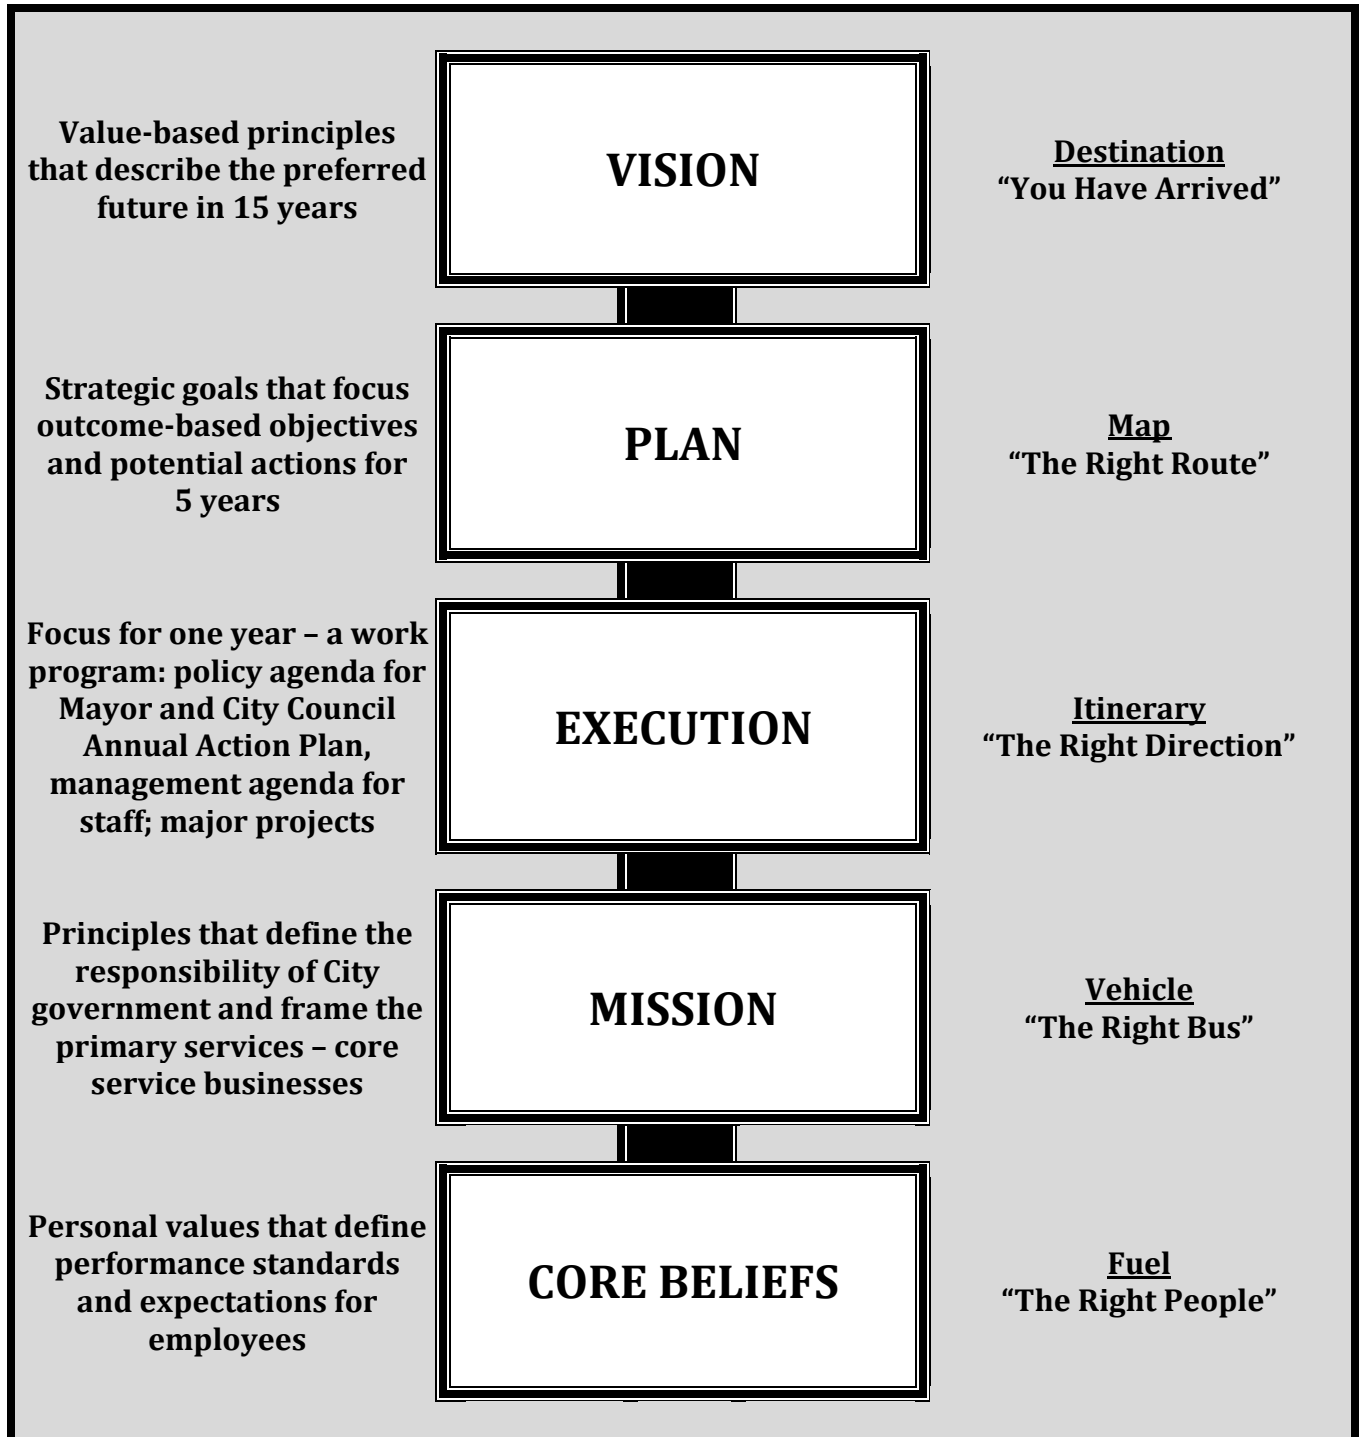 Value-based principles
that describe the preferred
future in 15 years
VISION
Destination
“You Have Arrived”
Strategic goals that focus
outcome-based objectives
and potential actions for
5 years
PLAN
Map
“The Right Route”
Focus for one year – a work
program: policy agenda for
Mayor and City Council
Annual Action Plan,
management agenda for
staff; major projects
EXECUTION
Itinerary
“The Right Direction”
Principles that define the
responsibility of City
government and frame the
primary services – core
service businesses
MISSION
Vehicle
“The Right Bus”
Personal values that define
performance standards
and expectations for
employees
CORE BELIEFS
Fuel
“The Right People”